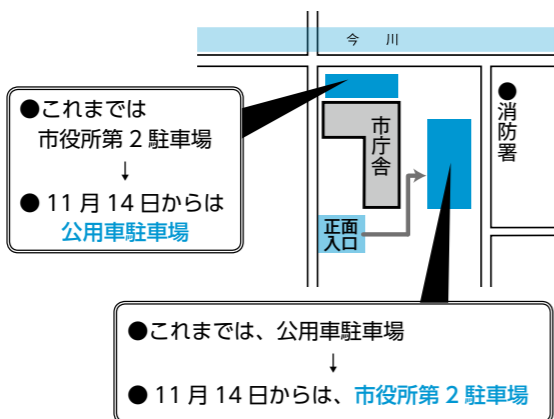 今川
●これまでは
市役所第2駐車場
↓
●11月14日からは
公用車駐車場
市庁舎
●消防署
正面
入口
●これまでは、公用車駐車場
↓
●11月14日からは、市役所第2駐車場